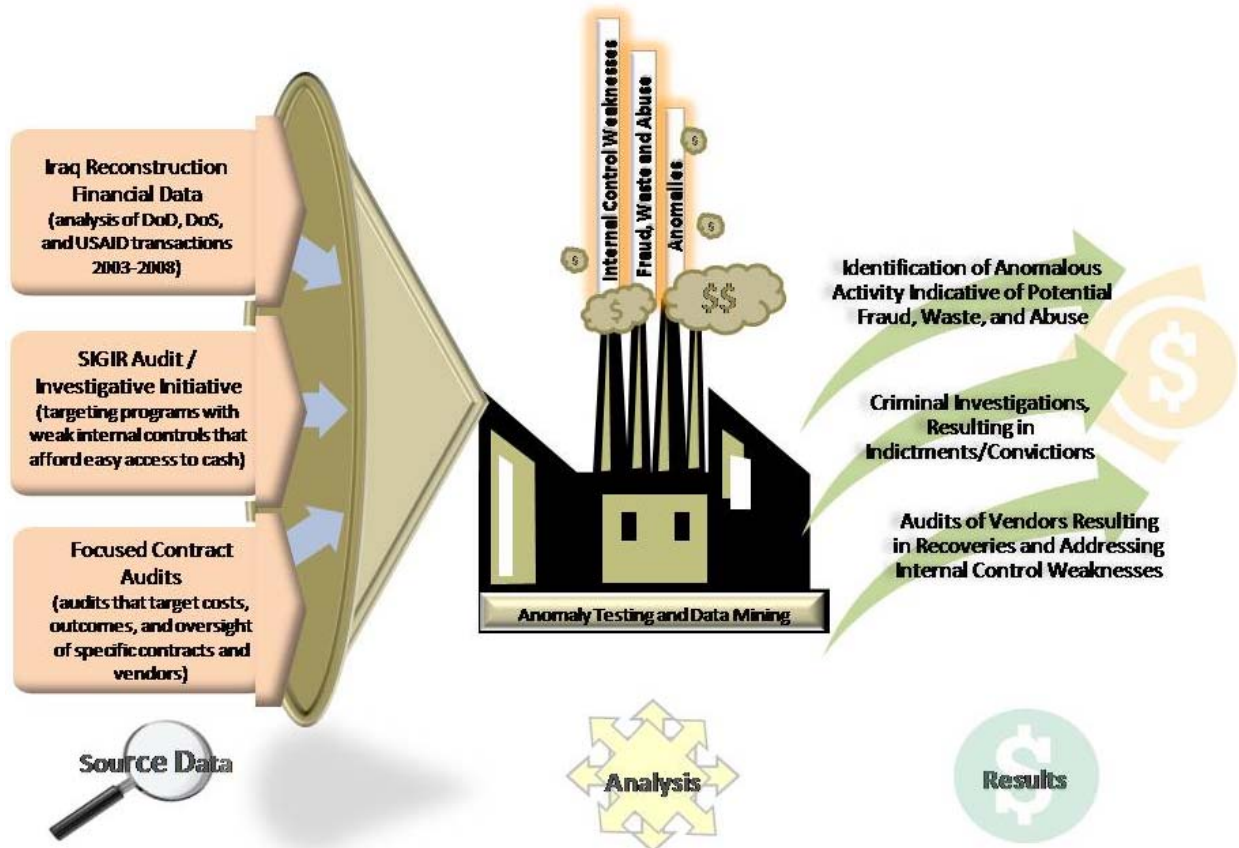 Iraq Reconstruction
Financial Data
(analysis of DoD, DoS,
and USAID transactions
2003-2008)
SIGIR Audit /
Investigative Initiative
(targeting programs with
weak internal controls that
afford easy access to cash)
Focused Contract
Audits
(audits that target costs,
outcomes, and oversight
of specific contracts and
vendors)
Source Data
Internal Control Weaknesses
Fraud, Waste and Abuse
Anomalies
$
$
$
$
$$
Anomaly Testing and Data Mining
Analysis
Identification of Anomalous
Activity Indicative of Potential
Fraud, Waste, and Abuse
Criminal Investigations,
Resulting in
Indictments/Convictions
Audits of Vendors Resulting
in Recoveries and Addressing
Internal Control Weaknesses
$
$
Results